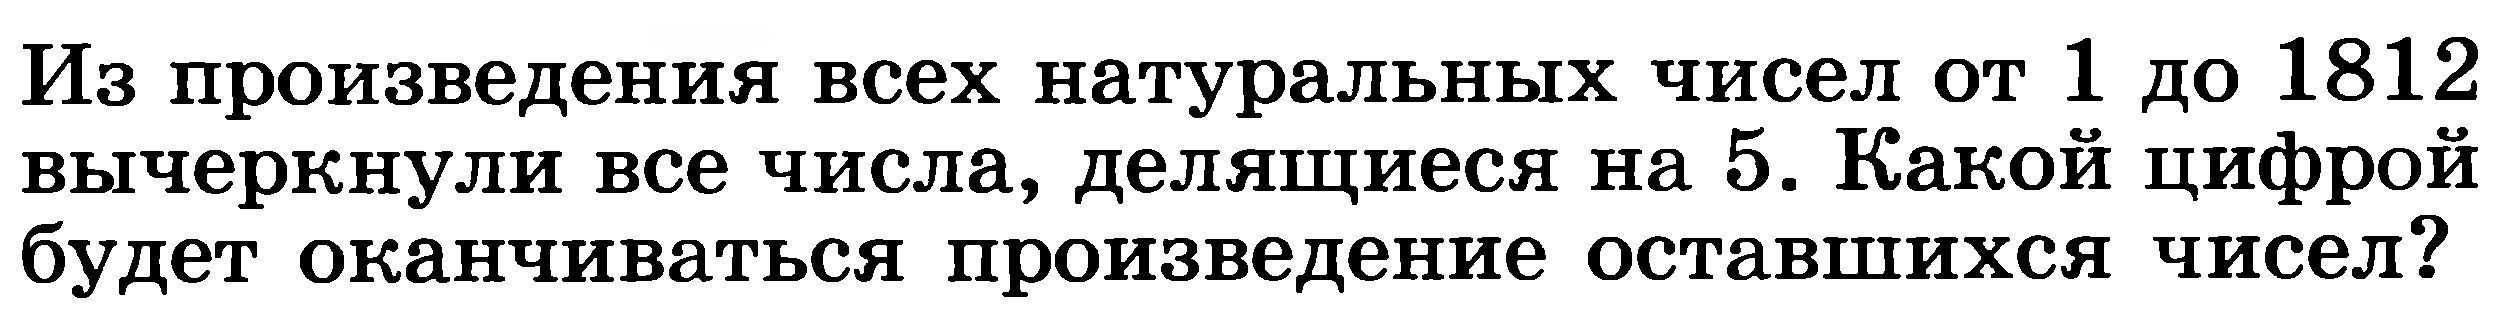 Из произведения всех натуральных чисел от 1 до 1812
вычеркнули все числа, делящиеся на 5. Какой цифрой
будет оканчиваться произведение оставшихся чисел?